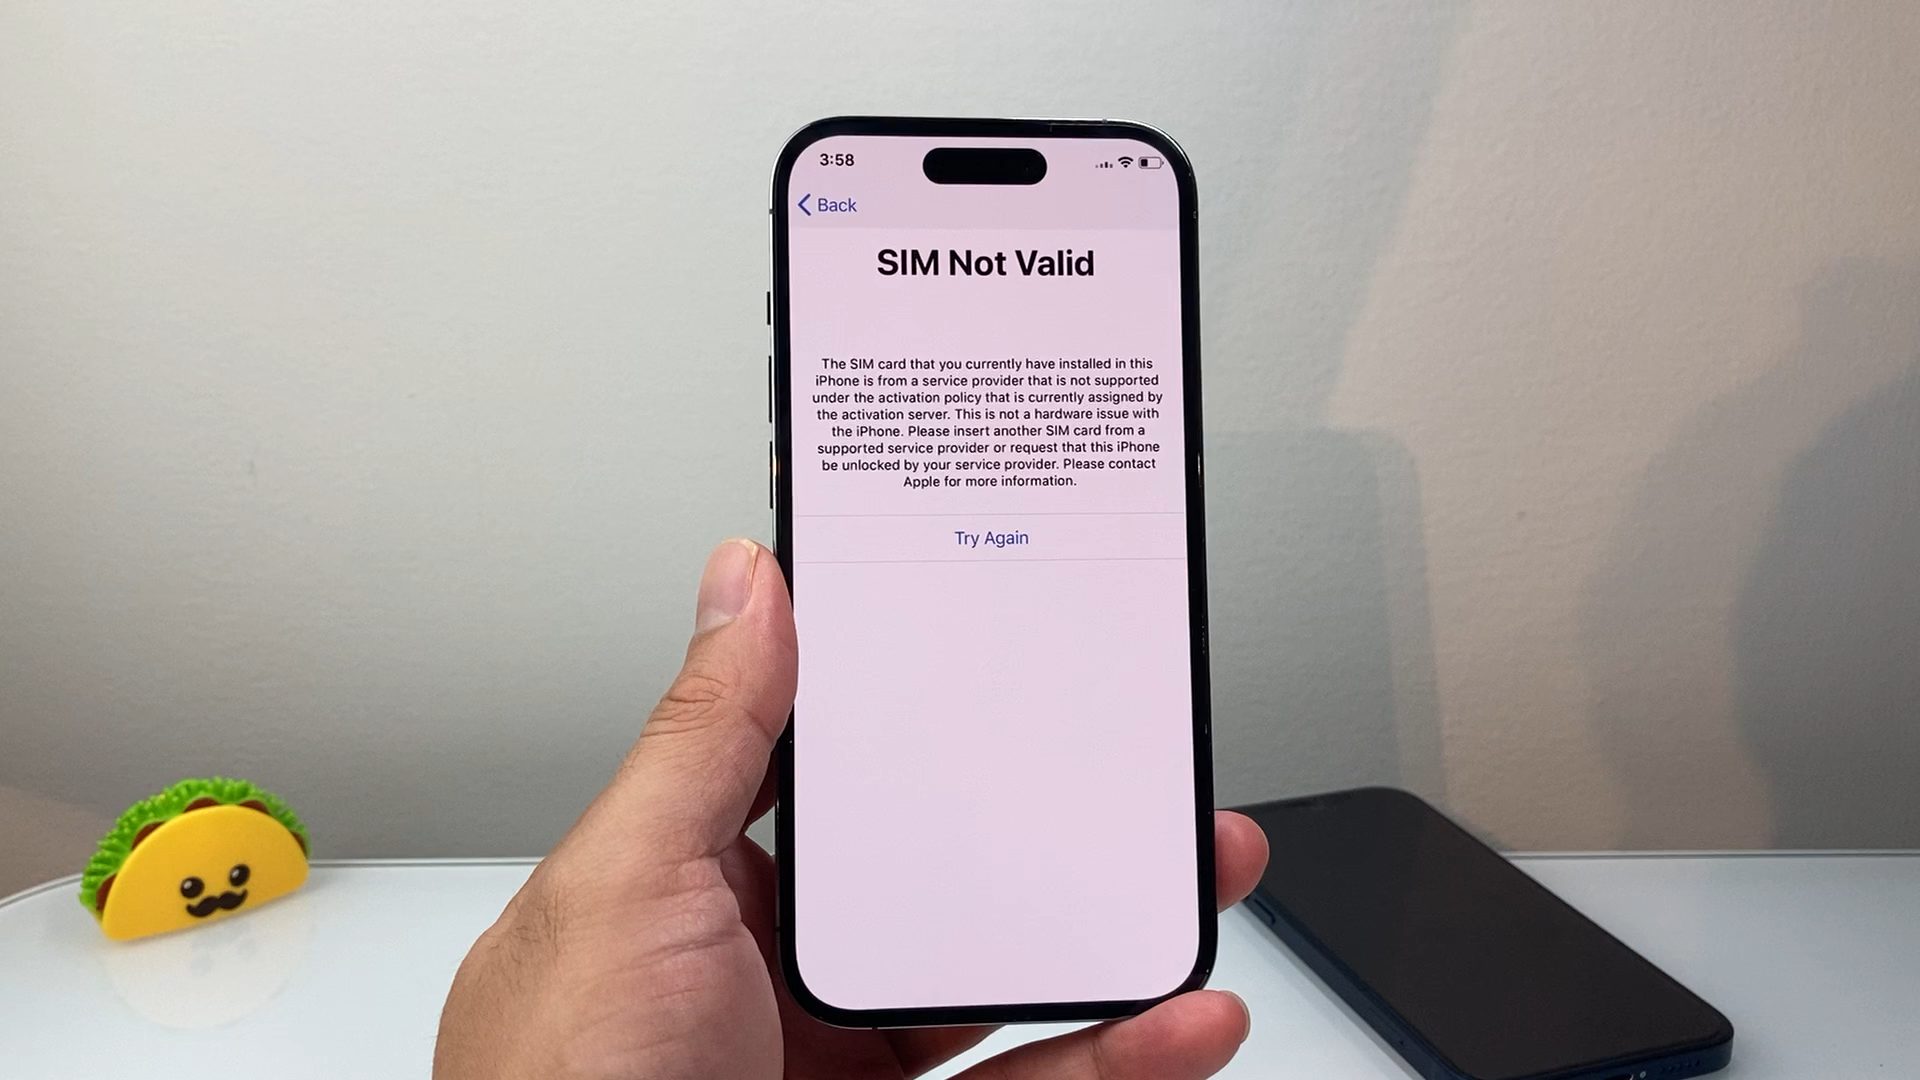 3:58
Back
SIM Not Valid
The SIM card that you currently have installed in this
iPhone is from a service provider that is not supported
under the activation policy that is currently assigned by
the activation server. This is not a hardware issue with
the iPhone. Please insert another SIM card from a
supported service provider or request that this iPhone
be unlocked by your service provider. Please contact
Apple for more information.
Try Again